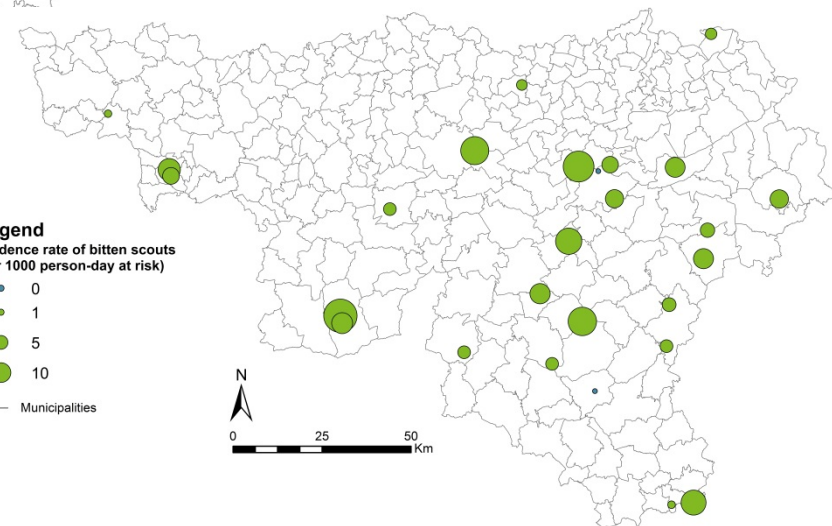 gend
dence rate of bitten scouts
r 1000 person-day at risk)
0
1
5
10
Municipalities
N
0 25 50
Km